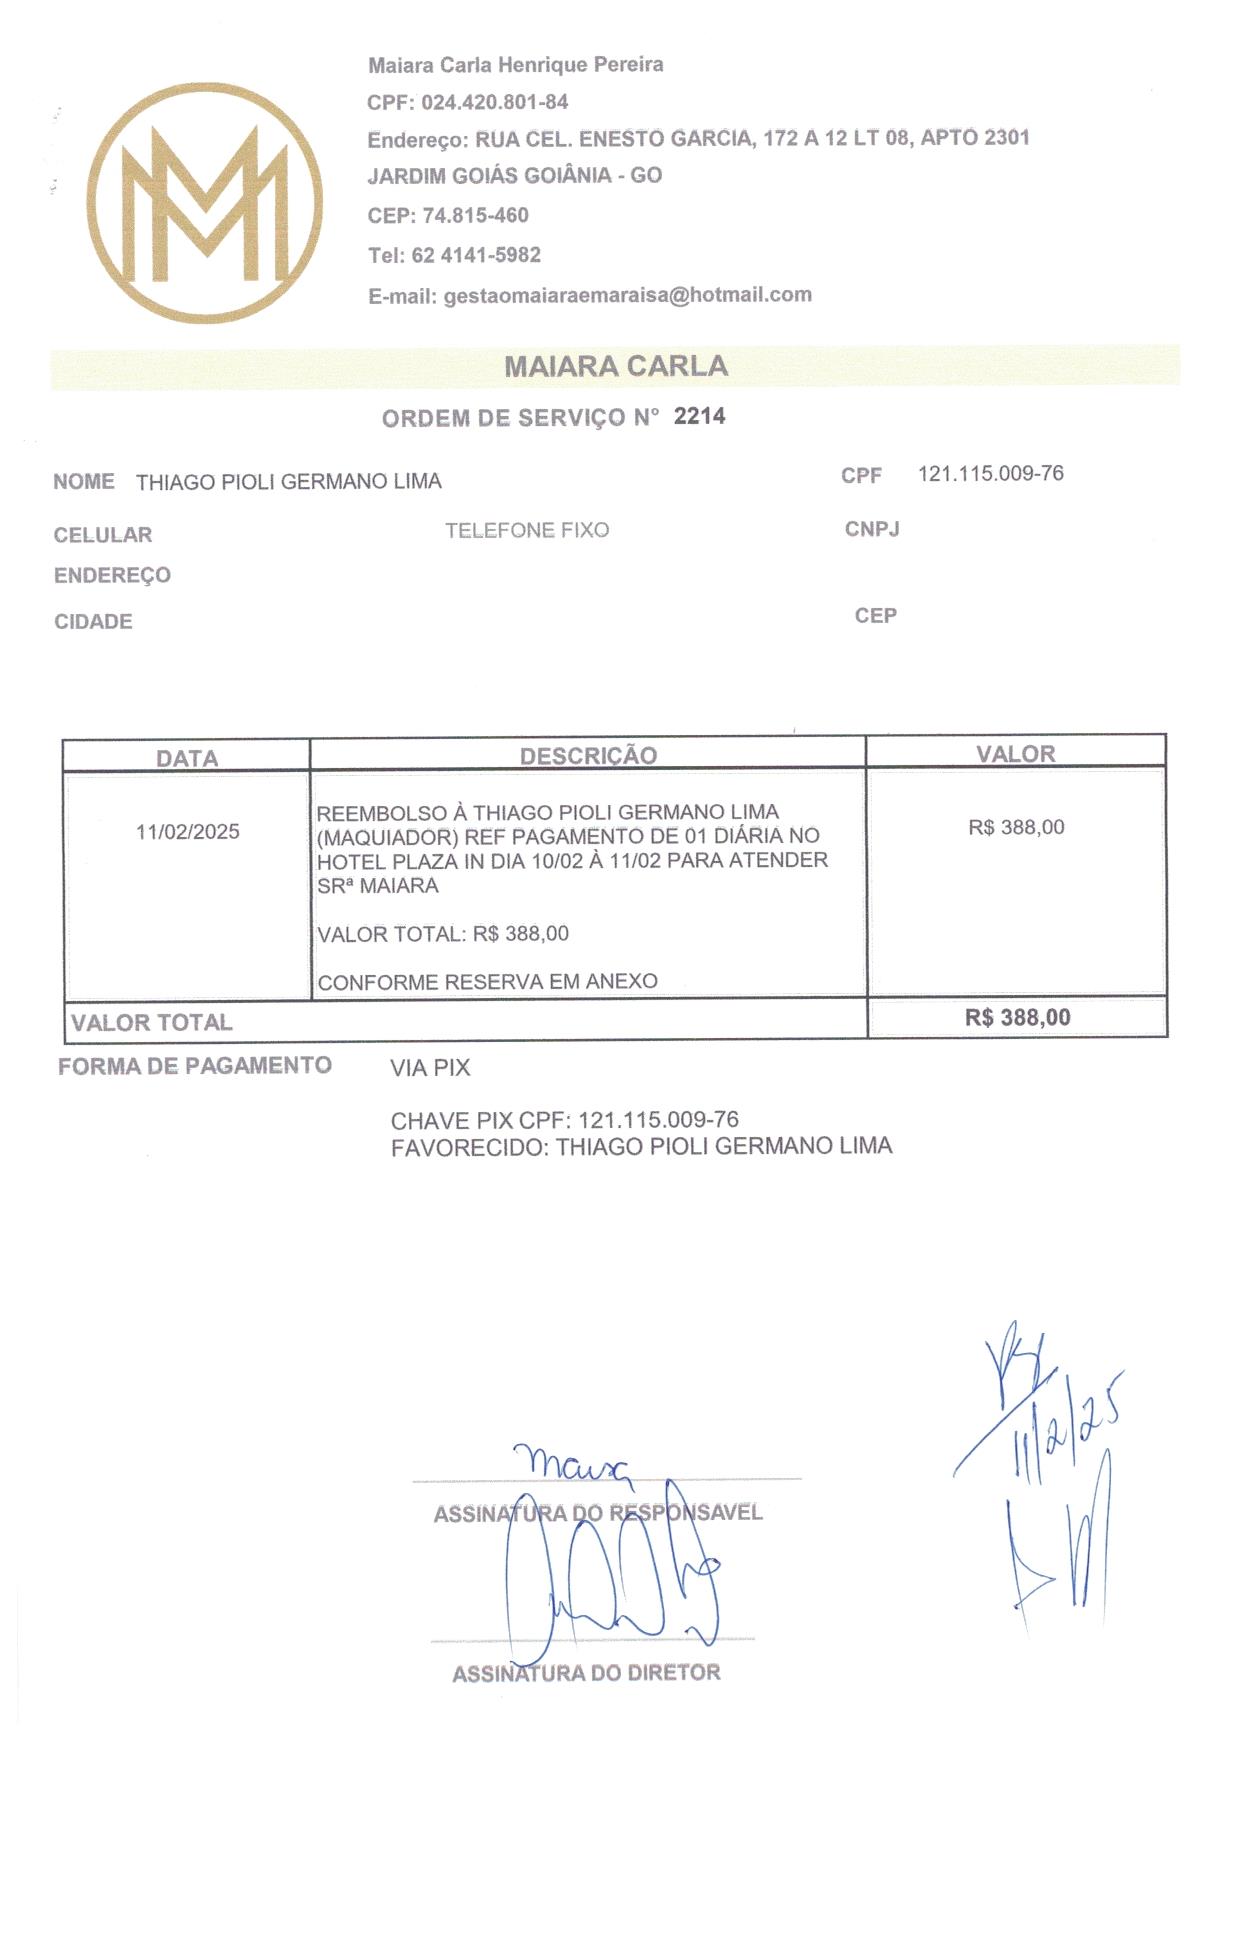 Maiara Carla Henrique Pereira
CPF: 024.420.801-84
Endereço: RUA CEL. ENESTO GARCIA, 172 A 12 LT 08, APTO 2301
JARDIM GOIÁS GOIÂNIA - GO
CEP: 74.815-460
Tel: 62 4141-5982
E-mail: gestaomaiaraemaraisa@hotmail.com
MAIARA CARLA
ORDEM DE SERVIÇO N° 2214
NOME THIAGO PIOLI GERMANO LIMA CPF 121.115.009-76
CELULAR TELEFONE FIXO CNPJ
ENDEREÇO
CIDADE CEP
DATA DESCRIÇÃO VALOR
11/02/2025 REEMBOLSO À THIAGO PIOLI GERMANO LIMA R$ 388,00
(MAQUIADOR) REF PAGAMENTO DE 01 DIÁRIA NO
HOTEL PLAZA IN DIA 10/02 À 11/02 PARA ATENDER
SRª MAIARA
VALOR TOTAL: R$ 388,00
CONFORME RESERVA EM ANEXO
VALOR TOTAL R$ 388,00
FORMA DE PAGAMENTO VIA PIX
CHAVE PIX CPF: 121.115.009-76
FAVORECIDO: THIAGO PIOLI GERMANO LIMA
11/2/25
ASSINATURA DO RESPONSAVEL
ASSINATURA DO DIRETOR